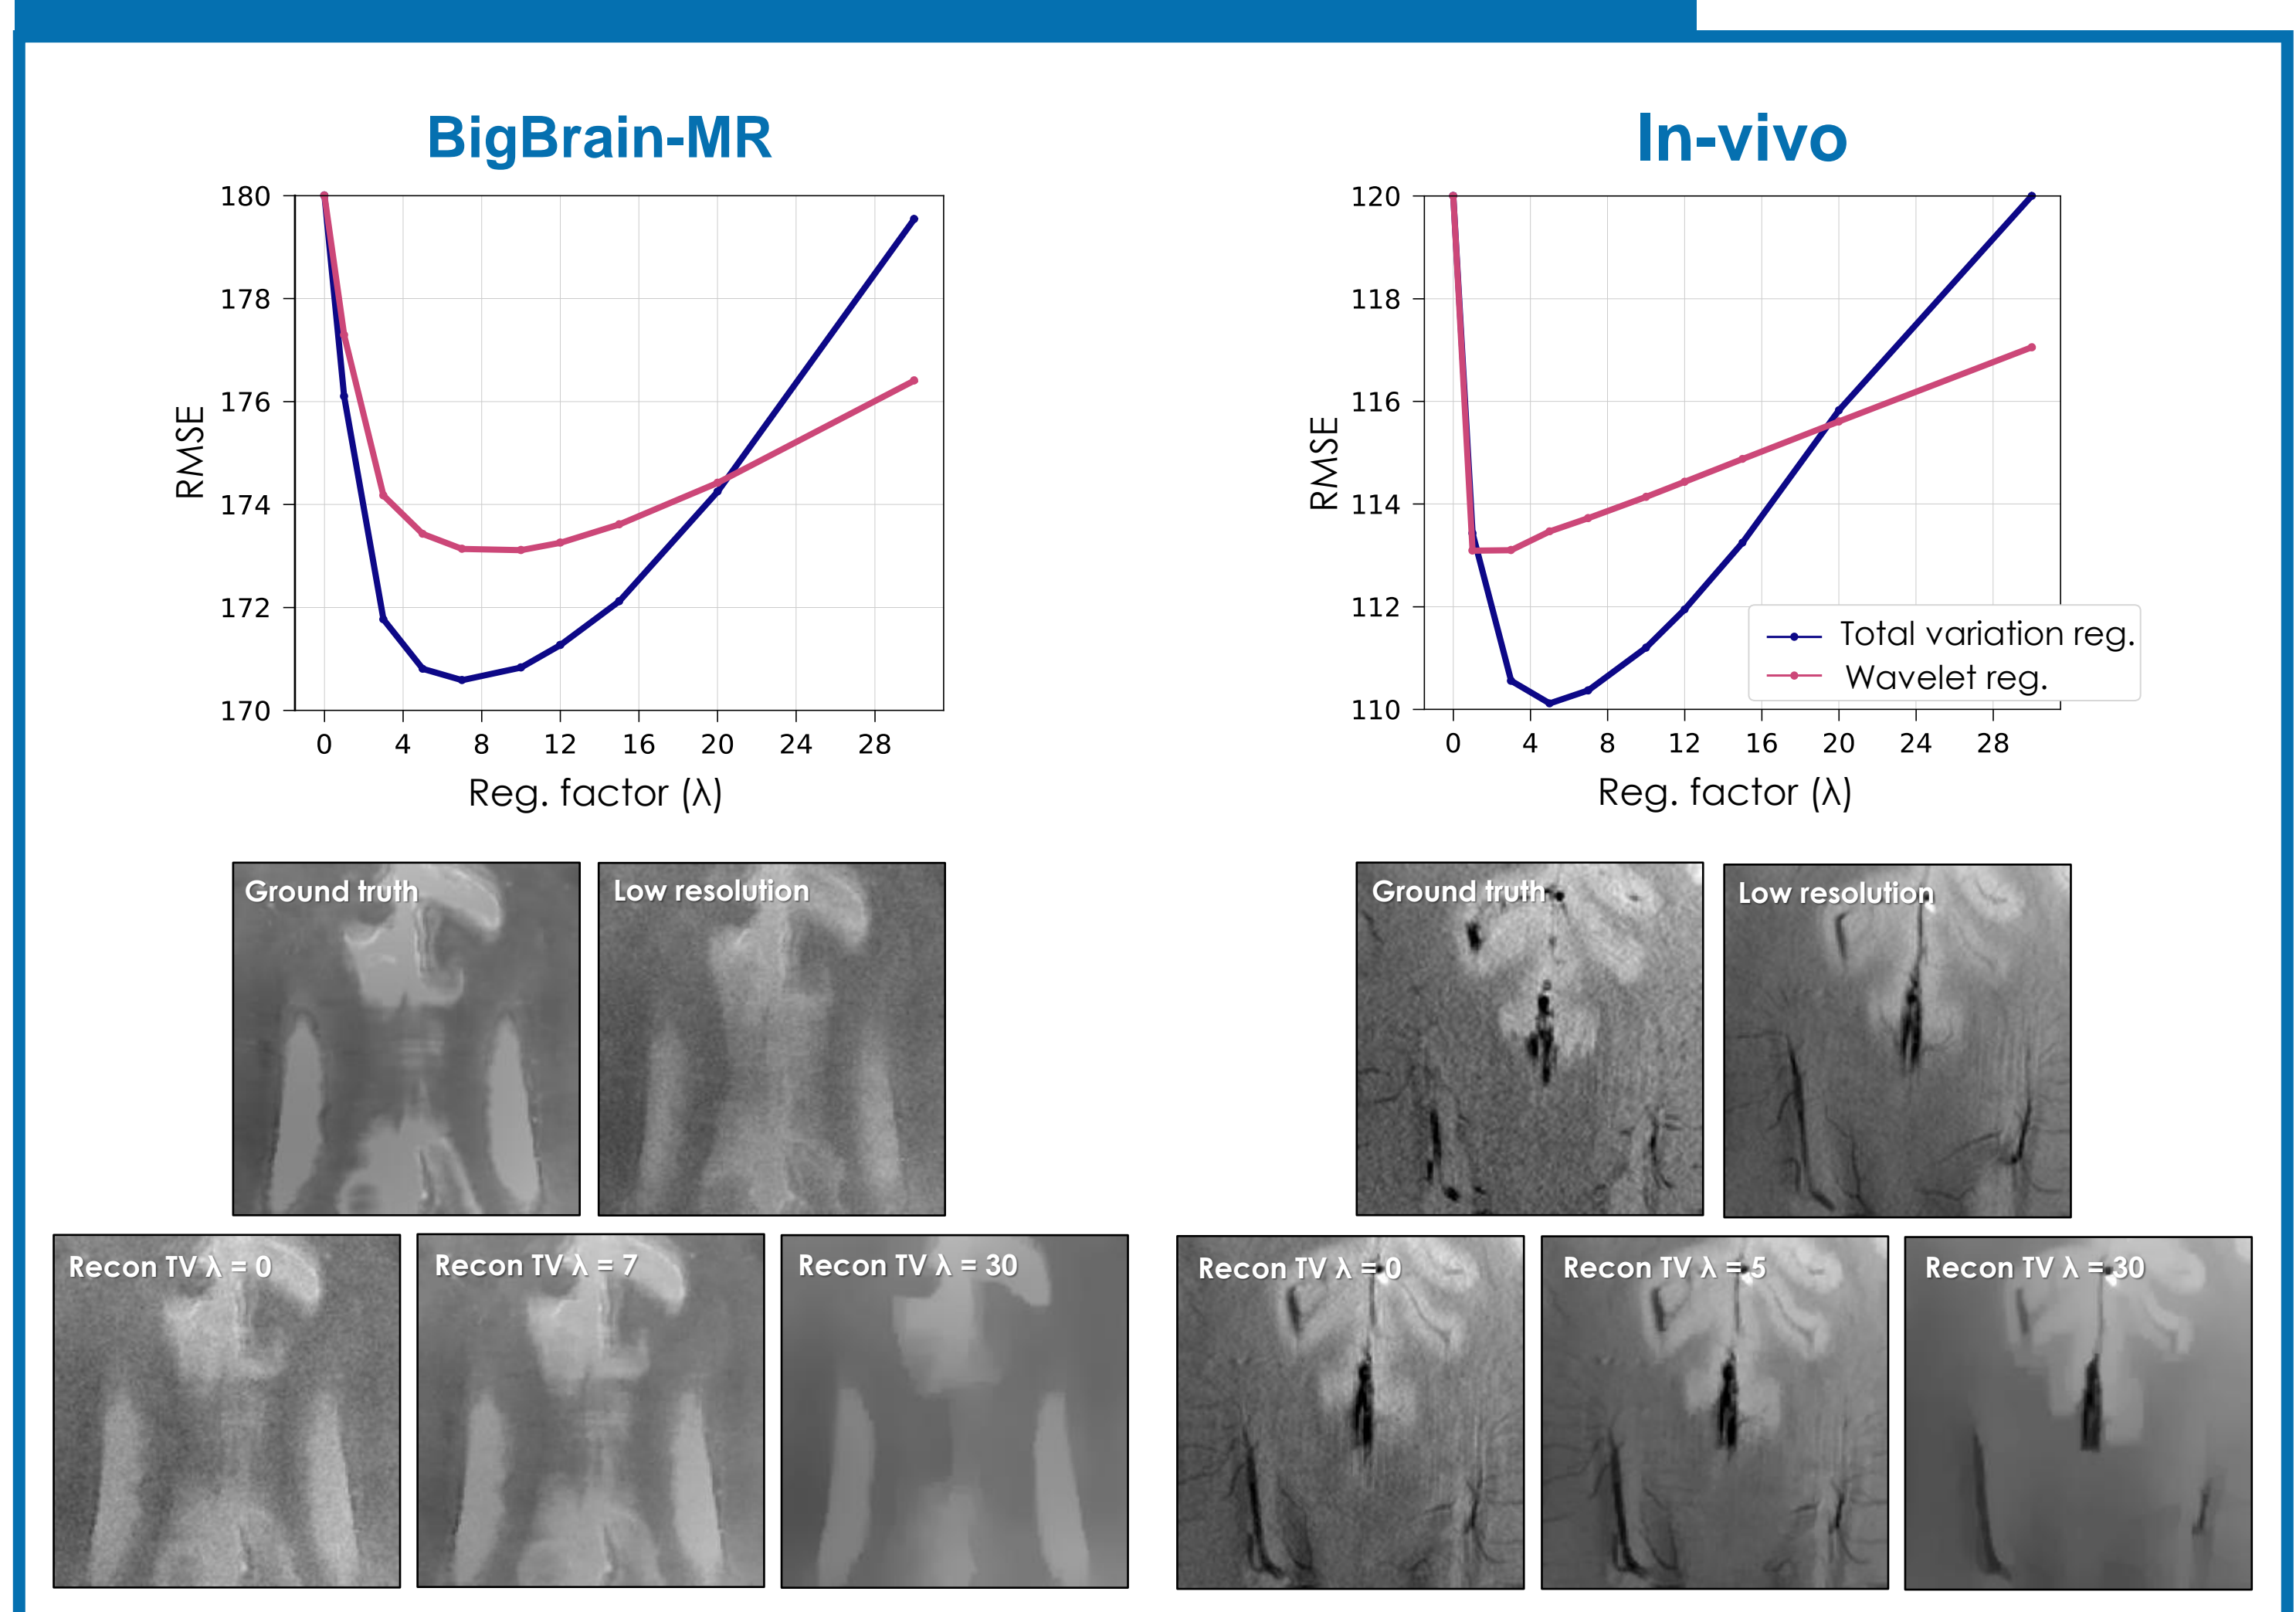 BigBrain-MR
180
178
176
174
172
170
RMSE
0 4 8 12 16 20 24 28
Reg. factor (λ)
In-vivo
120
118
116
114
112
110
RMSE
0 4 8 12 16 20 24 28
Reg. factor (λ)
Total variation reg.
Wavelet reg.
Ground truth
Low resolution
Ground truth
Low resolution
Recon TV λ = 0
Recon TV λ = 7
Recon TV λ = 30
Recon TV λ = 0
Recon TV λ = 5
Recon TV λ = 30